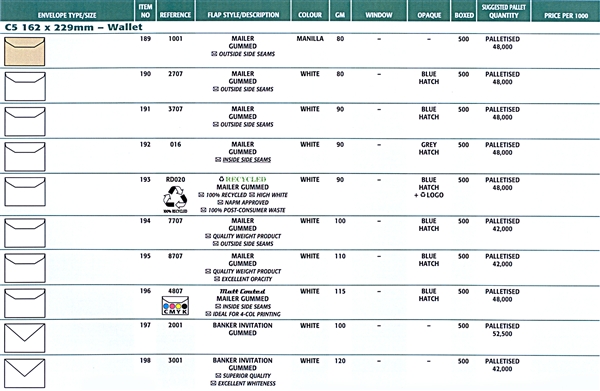 ENVELOPE TYPE/SIZE ITEM NO REFERENCE FLAP STYLE/DESCRIPTION COLOUR GM WINDOW OPAQUE BOXED SUGGESTED PALLET QUANTITY PRICE PER 1000
C5 162 x 229mm – Wallet
189 1001 MAILER MANILLA 80 – – 500 PALLETISED
GUMMED 48,000
OUTSIDE SIDE SEAMS
190 2707 MAILER WHITE 80 – BLUE 500 PALLETISED
GUMMED HATCH 48,000
OUTSIDE SIDE SEAMS
191 3707 MAILER WHITE 90 – BLUE 500 PALLETISED
GUMMED HATCH 48,000
OUTSIDE SIDE SEAMS
192 016 MAILER WHITE 90 – GREY 500 PALLETISED
GUMMED HATCH 48,000
INSIDE SIDE SEAMS
193 RD020 RECYCLED WHITE 90 – BLUE 500 PALLETISED
MAILER GUMMED HATCH 48,000
100% RECYCLED HIGH WHITE + LOGO
NAPM APPROVED
100% RECYCLED 100% POST-CONSUMER WASTE
194 7707 MAILER WHITE 100 – BLUE 500 PALLETISED
GUMMED HATCH 42,000
QUALITY WEIGHT PRODUCT
OUTSIDE SIDE SEAMS
195 8707 MAILER WHITE 110 – BLUE 500 PALLETISED
GUMMED HATCH 42,000
QUALITY WEIGHT PRODUCT
EXCELLENT OPACITY
196 4807 Matt Coated WHITE 115 – BLUE 500 PALLETISED
MAILER GUMMED HATCH 48,000
INSIDE SIDE SEAMS
CMYK IDEAL FOR 4-COL PRINTING
197 2001 BANKER INVITATION WHITE 100 – – 500 PALLETISED
GUMMED 52,500
198 3001 BANKER INVITATION WHITE 120 – – 500 PALLETISED
GUMMED 42,000
SUPERIOR QUALITY
EXCELLENT WHITENESS